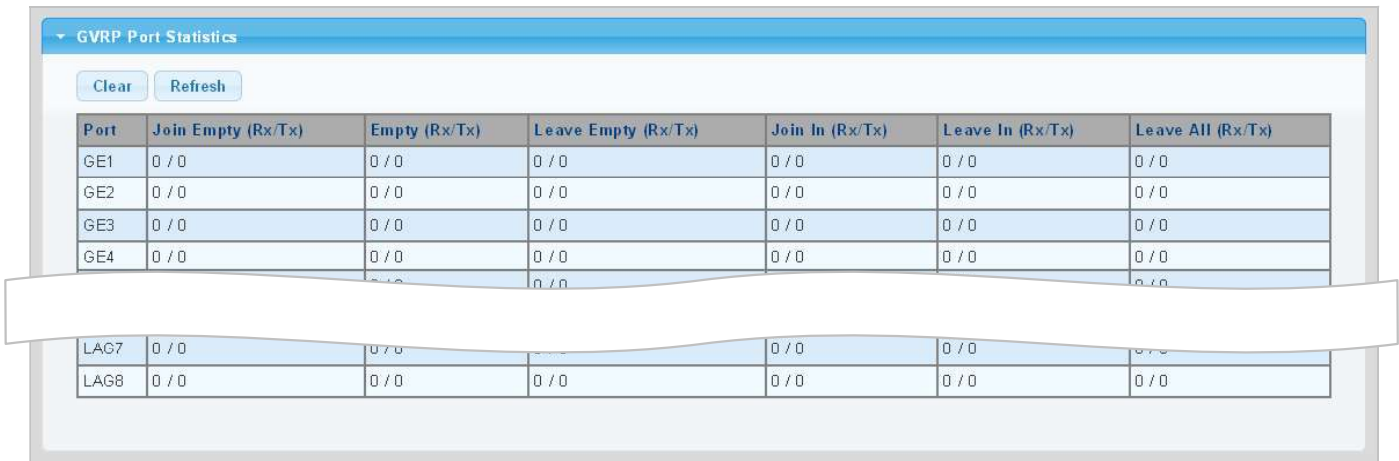 GVRP Port Statistics
Clear Refresh
Port Join Empty (Rx/Tx) Empty (Rx/Tx) Leave Empty (Rx/Tx) Join In (Rx/Tx) Leave In (Rx/Tx) Leave All (Rx/Tx)
GE1 0 / 0 0 / 0 0 / 0 0 / 0 0 / 0 0 / 0
GE2 0 / 0 0 / 0 0 / 0 0 / 0 0 / 0 0 / 0
GE3 0 / 0 0 / 0 0 / 0 0 / 0 0 / 0 0 / 0
GE4 0 / 0 0 / 0 0 / 0 0 / 0 0 / 0 0 / 0
0 / 0
LAG7 0 / 0 0 / 0 0 / 0 0 / 0
LAG8 0 / 0 0 / 0 0 / 0 0 / 0 0 / 0 0 / 0